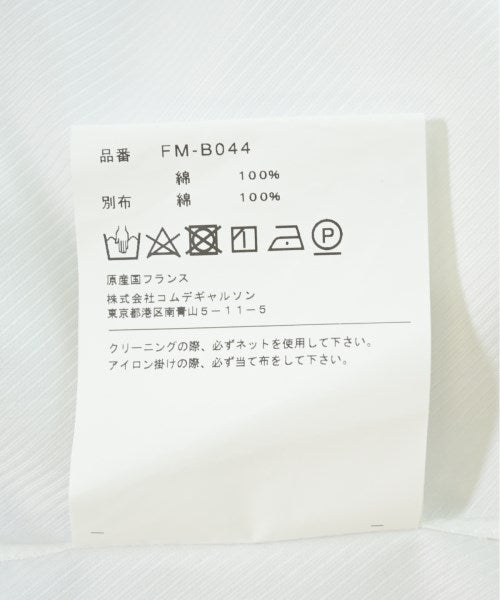 品番 FM-B044
綿 100%
別布 綿 100%
P
原産国フランス
株式会社コムデギャルソン
東京都港区南青山5-11-5
クリーニングの際、必ずネットを使用して下さい。
アイロン掛けの際、必ず当て布をして下さい。